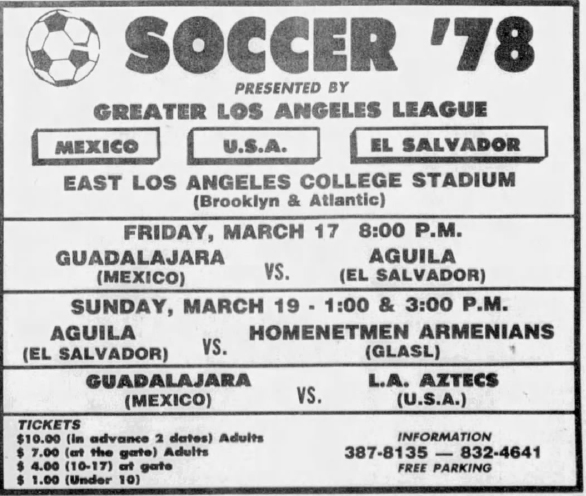 SOCCER '78
PRESENTED BY
GREATER LOS ANGELES LEAGUE
MEXICO U.S.A. EL SALVADOR
EAST LOS ANGELES COLLEGE STADIUM
(Brooklyn & Atlantic)
FRIDAY, MARCH 17 8:00 P.M.
GUADALAJARA VS. AGUILA
(MEXICO) (EL SALVADOR)
SUNDAY, MARCH 19 - 1:00 & 3:00 P.M.
AGUILA VS. HOMENETMEN ARMENIANS
(EL SALVADOR) (GLASL)
GUADALAJARA VS. L.A. AZTECS
(MEXICO) (U.S.A.)
TICKETS
$10.00 (in advance 2 dates) Adults
$ 7.00 (at the gate) Adults
$ 4.00 (10-17) at gate
$ 1.00 (Under 10)
INFORMATION
387-8135 — 832-4641
FREE PARKING